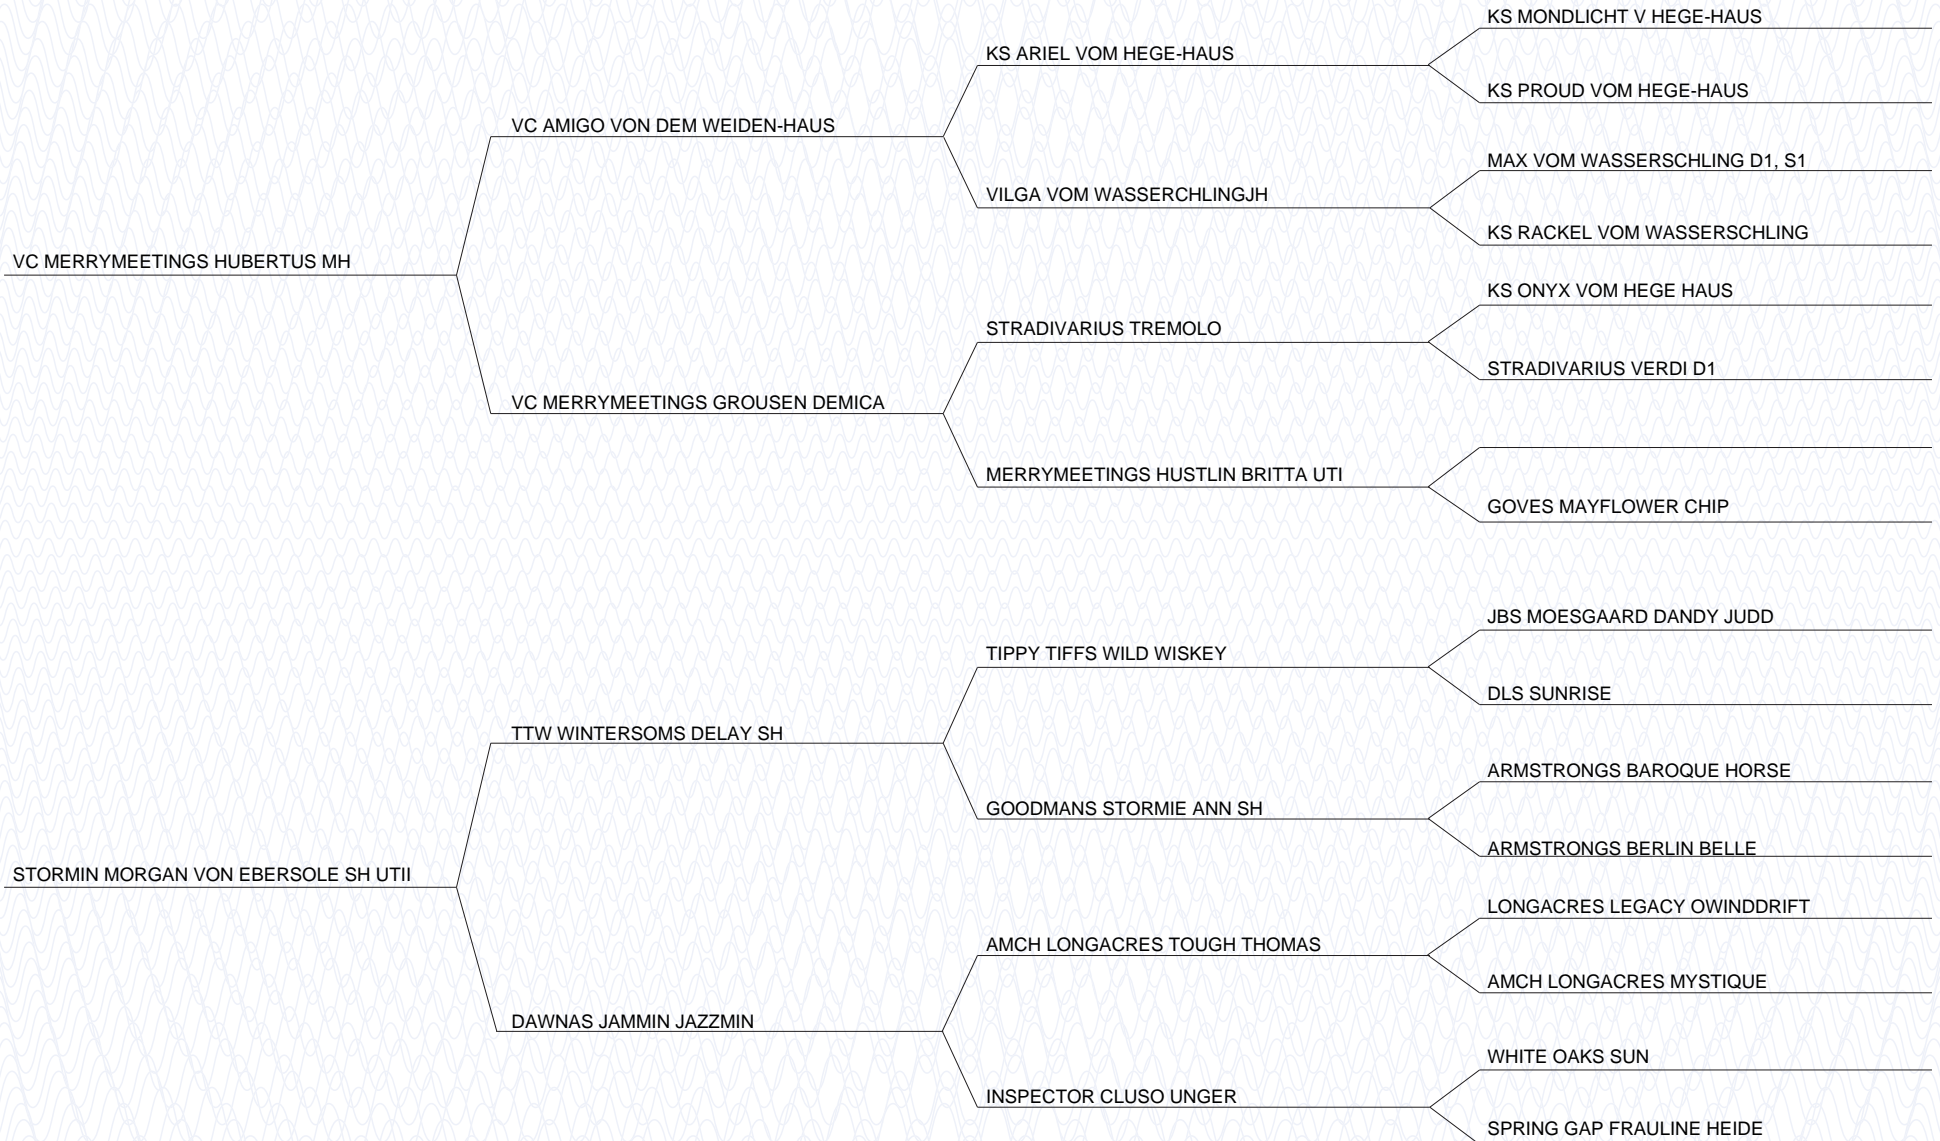 KS MONDLICHT V HEGE-HAUS
KS ARIEL VOM HEGE-HAUS
KS PROUD VOM HEGE-HAUS
VC AMIGO VON DEM WEIDEN-HAUS
MAX VOM WASSERSCHLING D1, S1
VILGA VOM WASSERCHLINGJH
KS RACKEL VOM WASSERSCHLING
VC MERRYMEETINGS HUBERTUS MH
KS ONYX VOM HEGE HAUS
STRADIVARIUS TREMOLO
STRADIVARIUS VERDI D1
VC MERRYMEETINGS GROUSEN DEMICA
MERRYMEETINGS HUSTLIN BRITTA UTI
GOVES MAYFLOWER CHIP
JBS MOESGAARD DANDY JUDD
TIPPY TIFFS WILD WISKEY
DLS SUNRISE
TTW WINTERSOMS DELAY SH
ARMSTRONGS BAROQUE HORSE
GOODMANS STORMIE ANN SH
ARMSTRONGS BERLIN BELLE
STORMIN MORGAN VON EBERSOLE SH UTII
LONGACRES LEGACY OWINDDRIFT
AMCH LONGACRES TOUGH THOMAS
AMCH LONGACRES MYSTIQUE
DAWNAS JAMMIN JAZZMIN
WHITE OAKS SUN
INSPECTOR CLUSO UNGER
SPRING GAP FRAULINE HEIDE